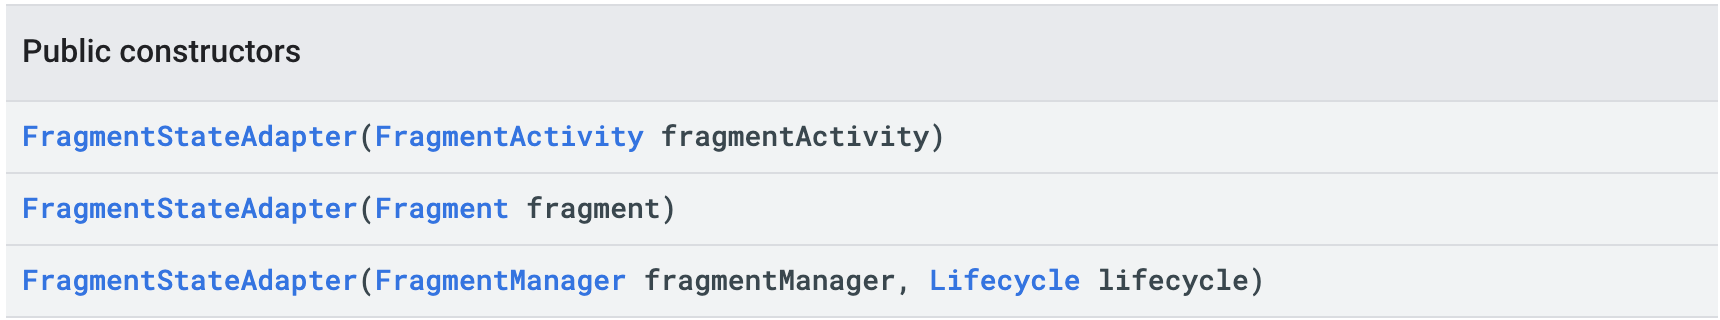 Public constructors
FragmentStateAdapter(FragmentActivity fragmentActivity)
FragmentStateAdapter(Fragment fragment)
FragmentStateAdapter(FragmentManager fragmentManager, Lifecycle lifecycle)